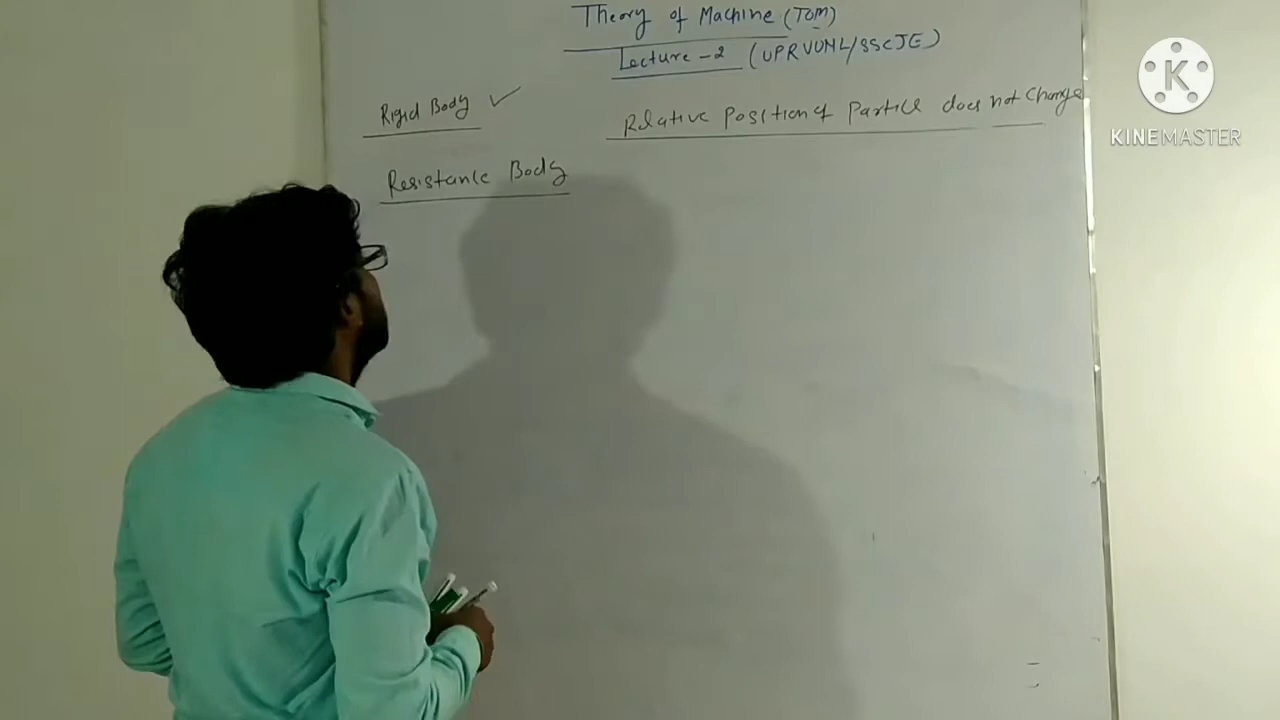 Theory of Machine (TOM)
Lecture-2 (UPRVUNL/SSCJE)
Rigid Body ✓
Relative Position of Particle does not change
Resistance Body
K
KINEMASTER